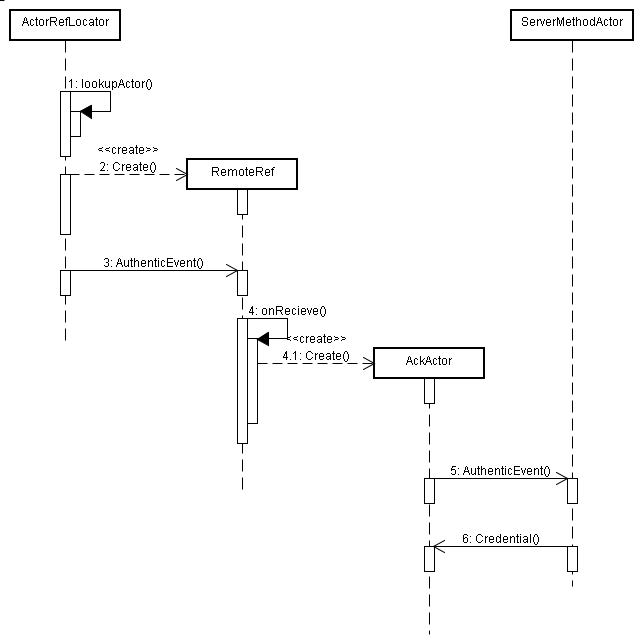 ActorRefLocator
ServerMethodActor
1: lookupActor()
<<create>>
2: Create()
RemoteRef
3: AuthenticEvent()
4: onRecieve()
<<create>>
4.1: Create()
AckActor
5: AuthenticEvent()
6: Credential()